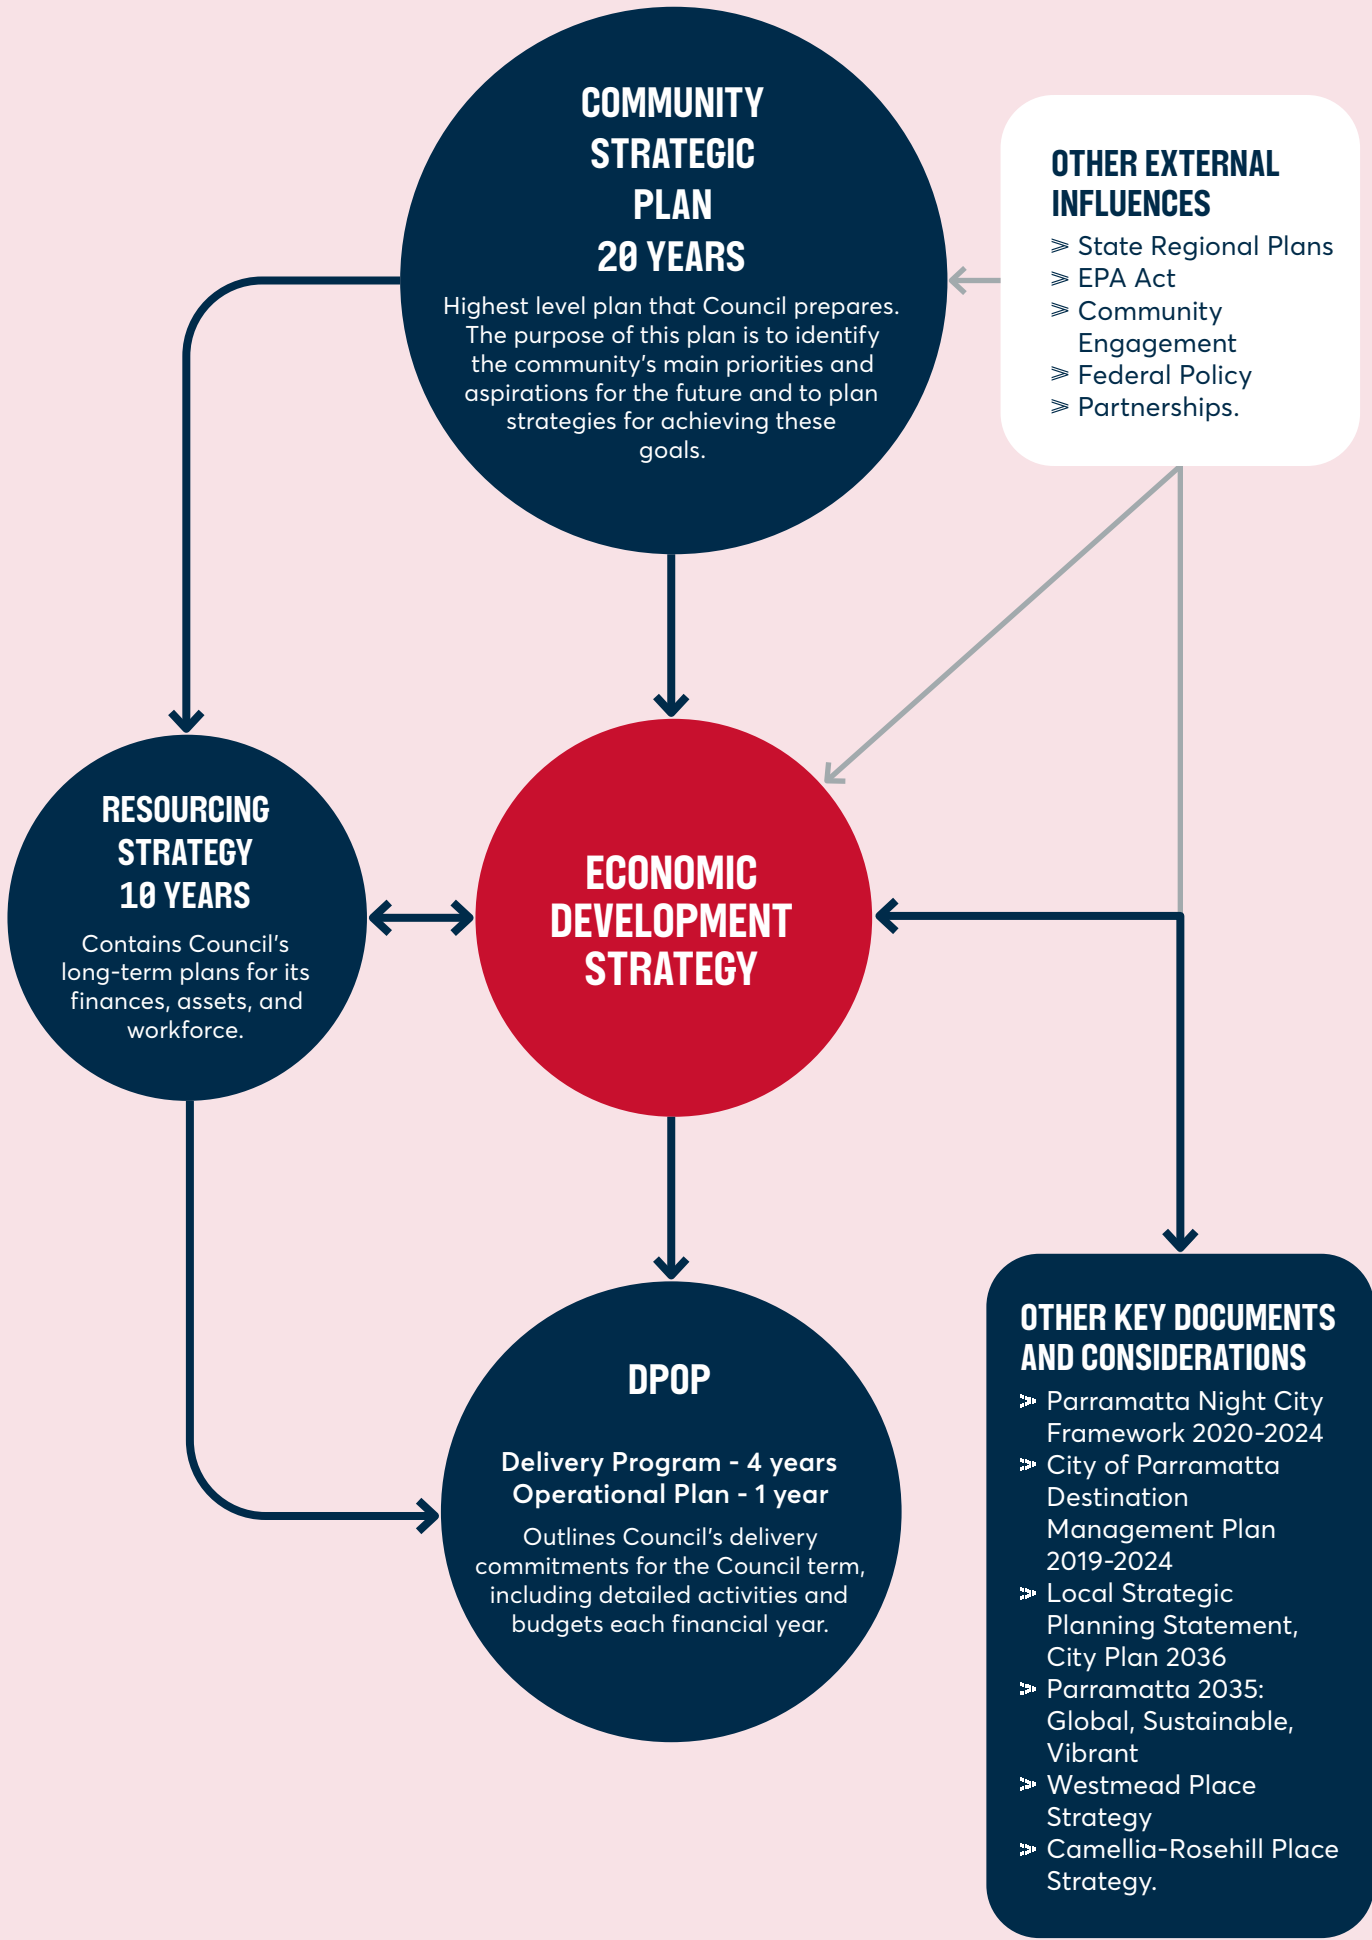 COMMUNITY
STRATEGIC
PLAN
20 YEARS
Highest level plan that Council prepares.
The purpose of this plan is to identify
the community's main priorities and
aspirations for the future and to plan
strategies for achieving these
goals.
OTHER EXTERNAL
INFLUENCES
State Regional Plans
EPA Act
Community
Engagement
Federal Policy
Partnerships.
RESOURCING
STRATEGY
10 YEARS
Contains Council's
long-term plans for its
finances, assets, and
workforce.
ECONOMIC
DEVELOPMENT
STRATEGY
DPOP
Delivery Program - 4 years
Operational Plan - 1 year
Outlines Council's delivery
commitments for the Council term,
including detailed activities and
budgets each financial year.
OTHER KEY DOCUMENTS
AND CONSIDERATIONS
Parramatta Night City
Framework 2020-2024
City of Parramatta
Destination
Management Plan
2019-2024
Local Strategic
Planning Statement,
City Plan 2036
Parramatta 2035:
Global, Sustainable,
Vibrant
Westmead Place
Strategy
Camellia-Rosehill Place
Strategy.